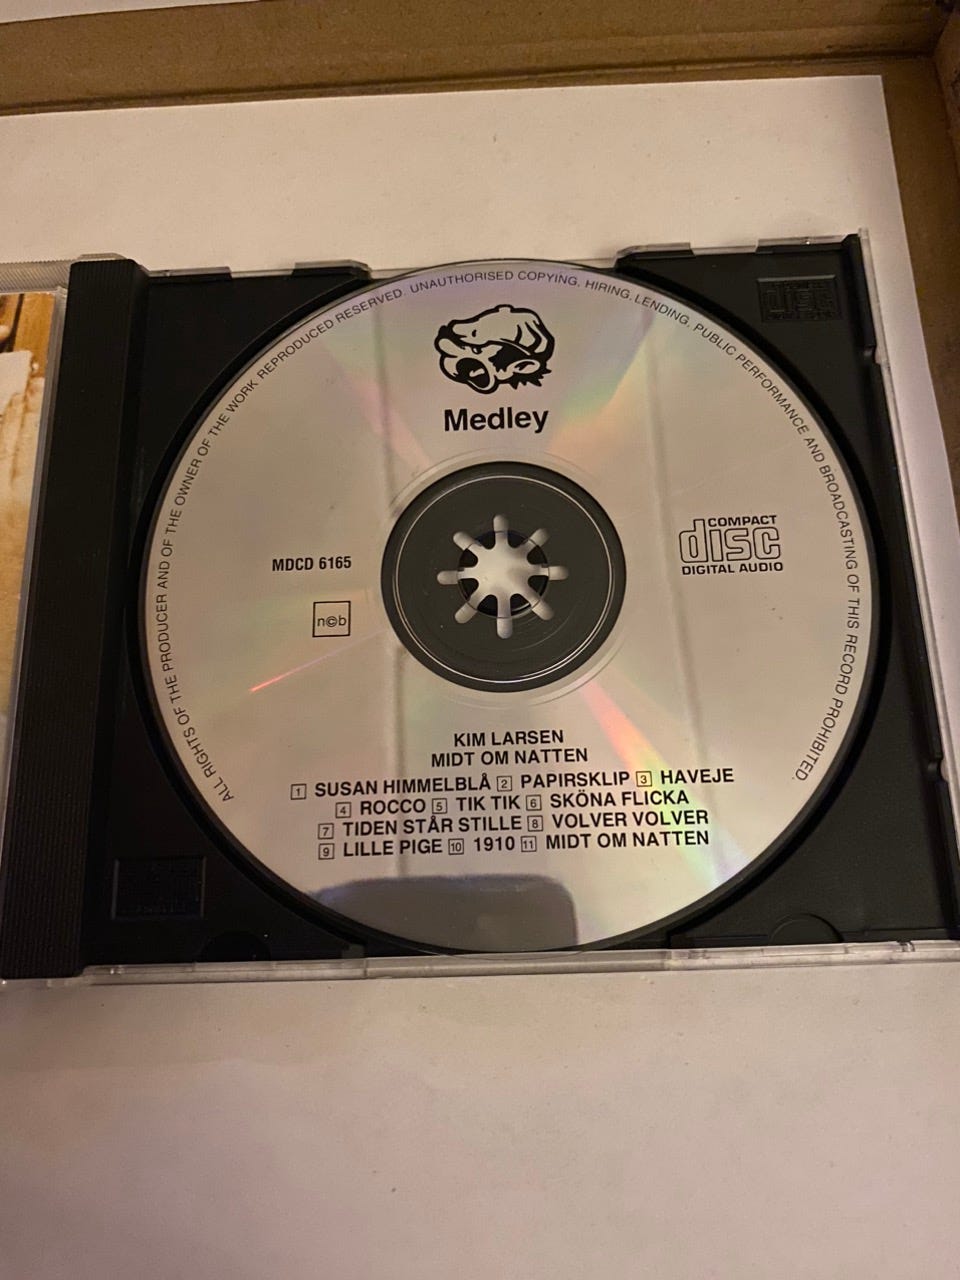 ALL RIGHTS OF THE PRODUCER AND OF THE OWNER OF THE WORK REPRODUCED RESERVED. UNAUTHORISED COPYING, HIRING, LENDING, PUBLIC PERFORMANCE AND BROADCASTING OF THIS RECORD PROHIBITED.
Medley
MDCD 6165
n©b
COMPACT
disc
DIGITAL AUDIO
KIM LARSEN
MIDT OM NATTEN
1 SUSAN HIMMELBLÅ 2 PAPIRSKLIP 3 HAVEJE
4 ROCCO 5 TIK TIK 6 SKÖNA FLICKA
7 TIDEN STÅR STILLE 8 VOLVER VOLVER
9 LILLE PIGE 10 1910 11 MIDT OM NATTEN
disc